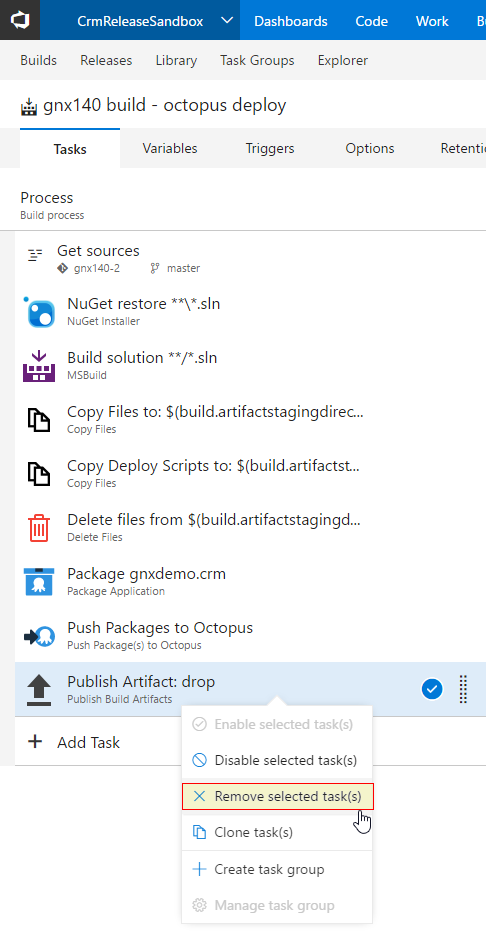 CrmReleaseSandbox Dashboards Code Work
Builds Releases Library Task Groups Explorer
gnx140 build - octopus deploy
Tasks Variables Triggers Options Retenti
Process
Build process
Get sources
gnx140-2 master
NuGet restore **\*.sln
NuGet Installer
Build solution **/*.sln
MSBuild
Copy Files to: $(build.artifactstagingdirec...
Copy Files
Copy Deploy Scripts to: $(build.artifactst...
Copy Files
Delete files from $(build.artifactstagingd...
Delete Files
Package gnxdemo.crm
Package Application
Push Packages to Octopus
Push Package(s) to Octopus
Publish Artifact: drop
Publish Build Artifacts
Enable selected task(s)
Add Task
Disable selected task(s)
Remove selected task(s)
Clone task(s)
Create task group
Manage task group